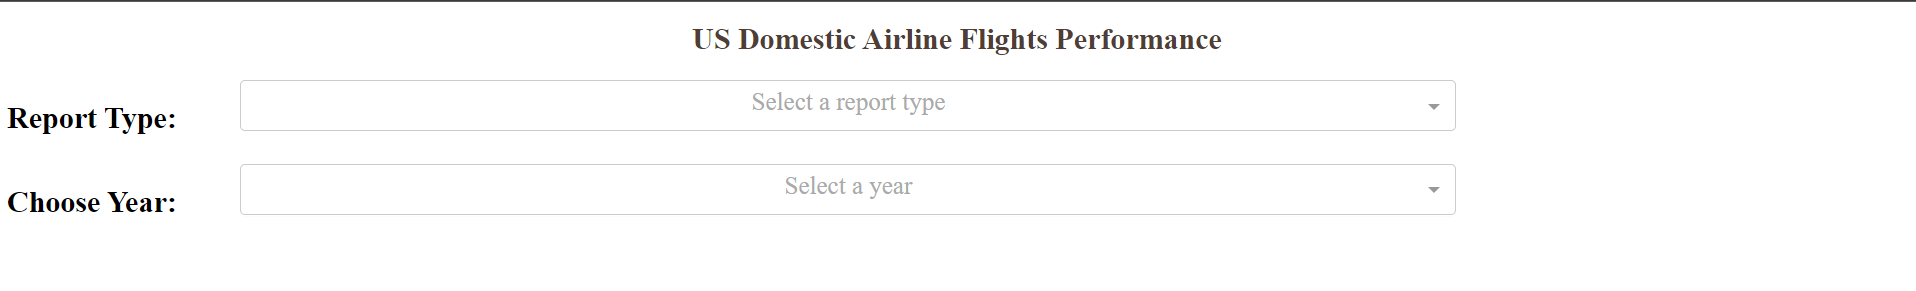 US Domestic Airline Flights Performance
Report Type:
Select a report type
Choose Year:
Select a year